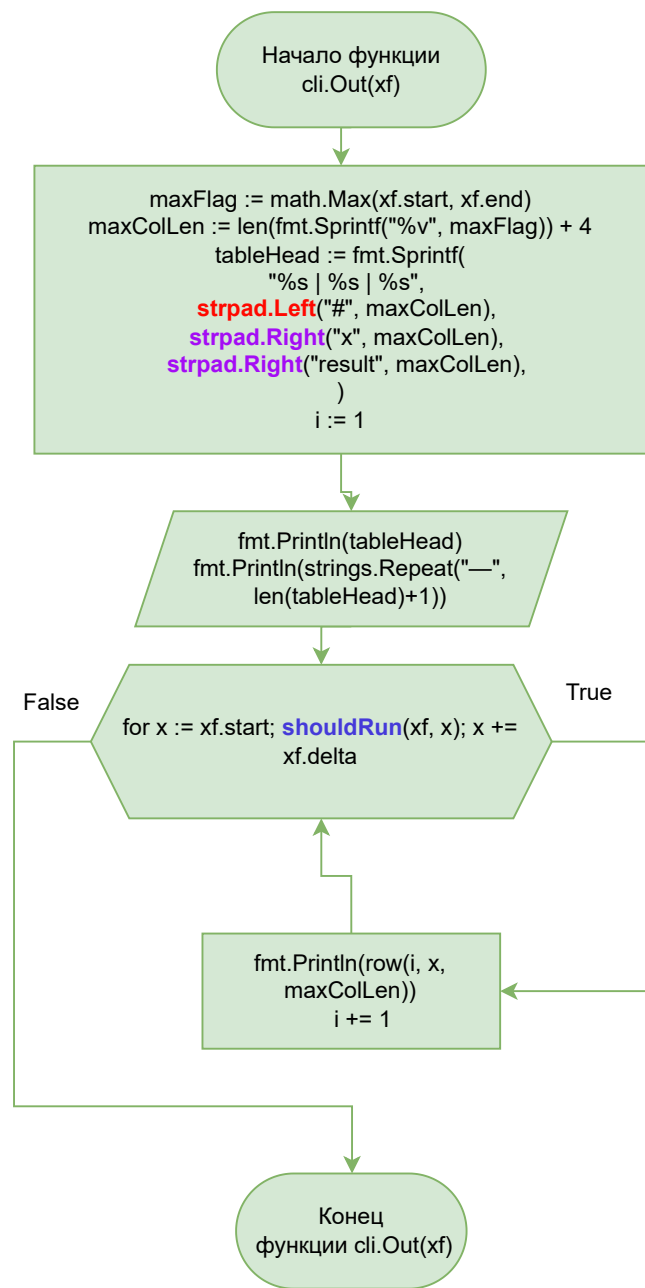 Начало функции
cli.Out(xf)
maxFlag := math.Max(xf.start, xf.end)
maxColLen := len(fmt.Sprintf("%v", maxFlag)) + 4
tableHead := fmt.Sprintf(
"%s | %s | %s",
strpad.Left("#", maxColLen),
strpad.Right("x", maxColLen),
strpad.Right("result", maxColLen),
)
i := 1
fmt.Println(tableHead)
fmt.Println(strings.Repeat("—",
len(tableHead)+1))
False
True
for x := xf.start; shouldRun(xf, x); x +=
xf.delta
fmt.Println(row(i, x,
maxColLen))
i += 1
Конец
функции cli.Out(xf)